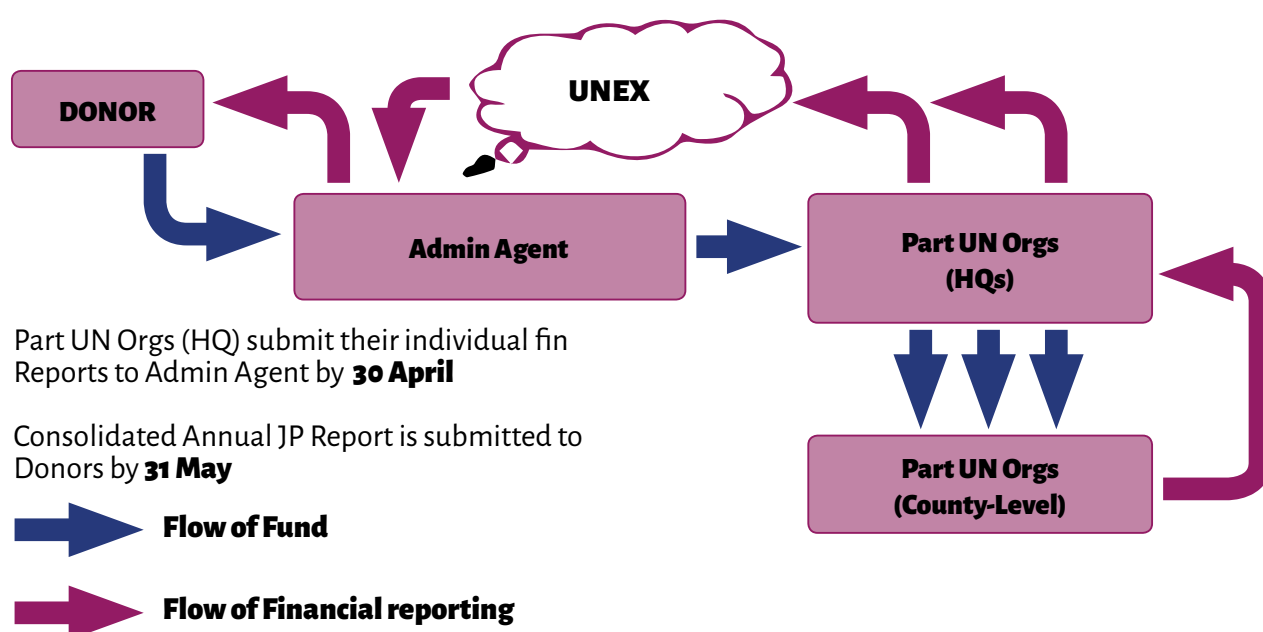 DONOR
UNEX
Admin Agent
Part UN Orgs
(HQs)
Part UN Orgs (HQ) submit their individual fin
Reports to Admin Agent by 30 April
Consolidated Annual JP Report is submitted to
Donors by 31 May
Part UN Orgs
(County-Level)
Flow of Fund
Flow of Financial reporting